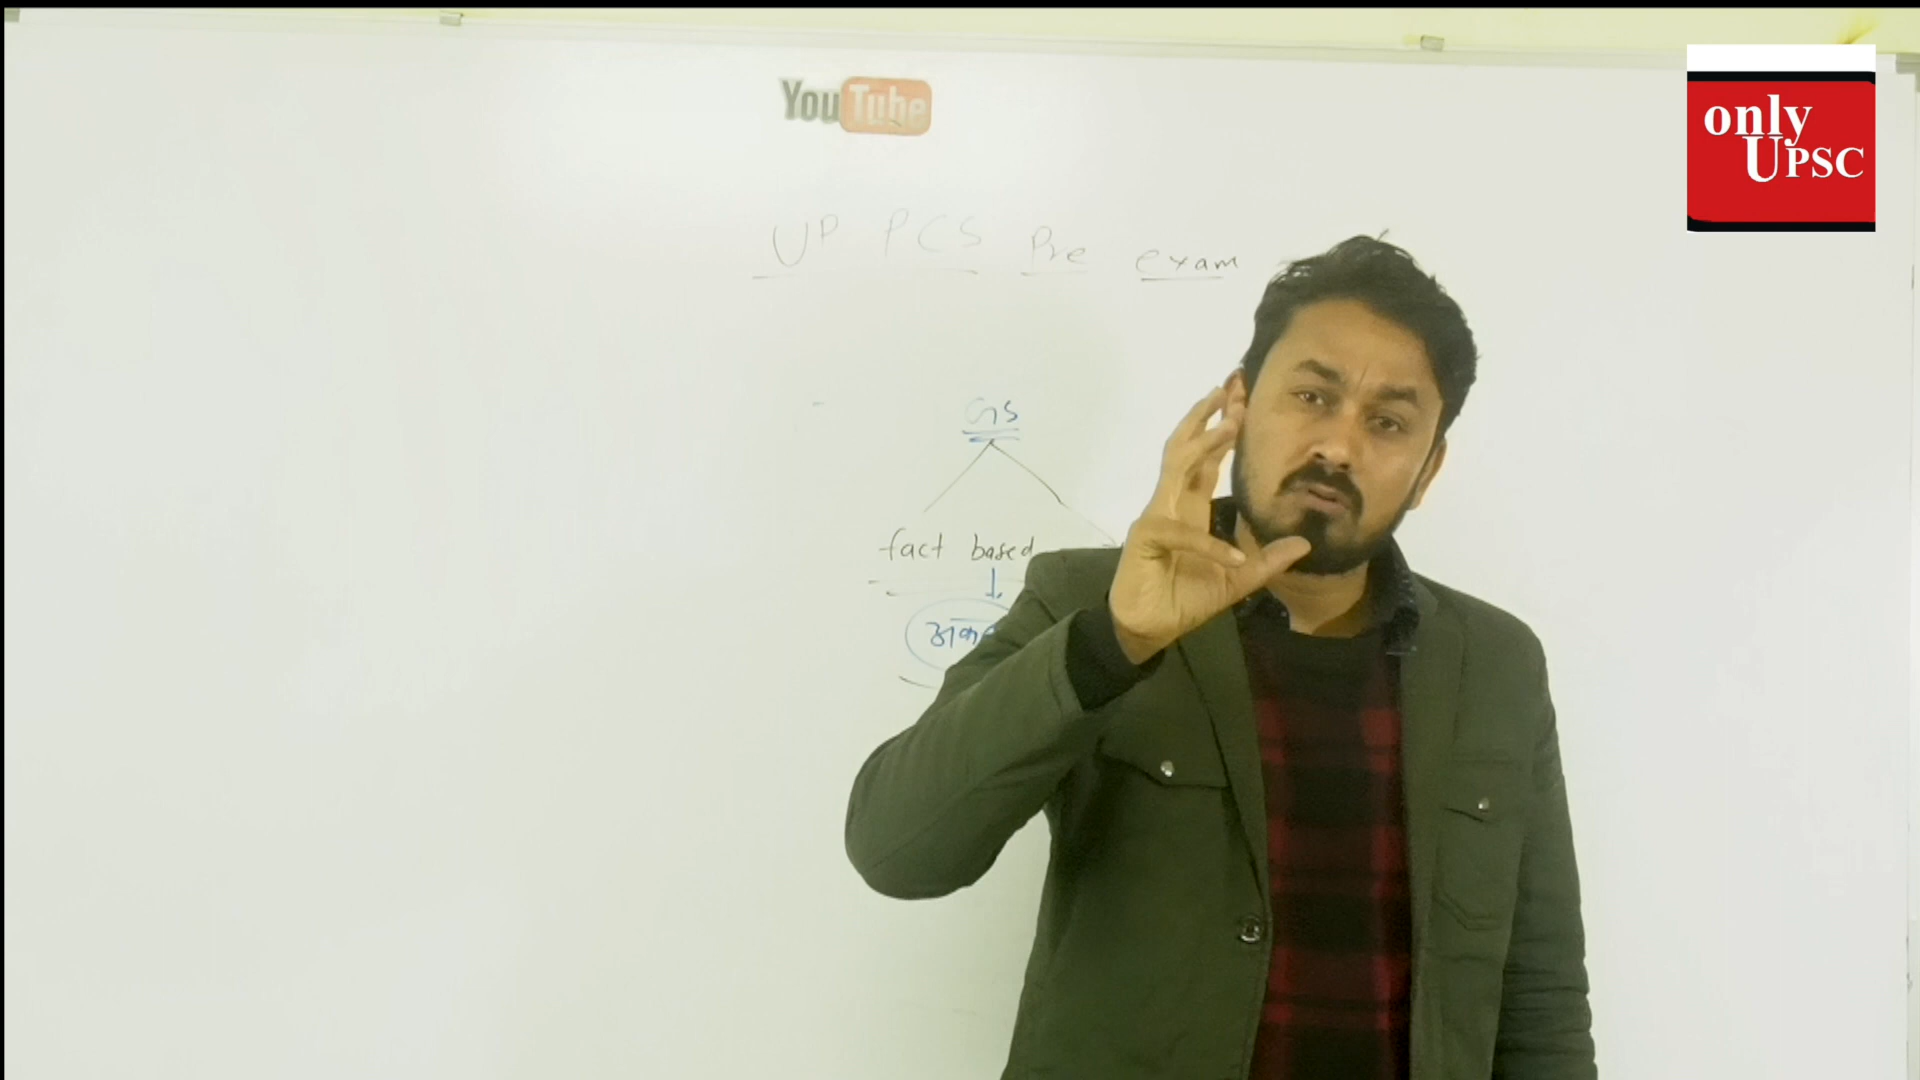 YouTube
only
UPSC
UP PCS Pre exam
GS
fact based